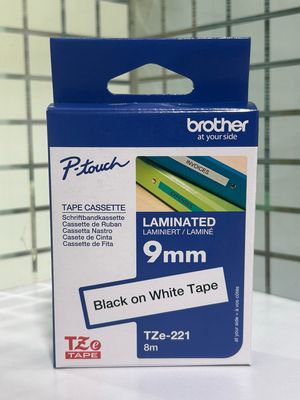 brother
at your side
P-touch
TAPE CASSETTE
Schriftbandkassette
Cassette de Ruban
Cassetta Nastro
Casete de Cinta
Cassete de Fita
INVOICES
LAMINATED
LAMINIERT / LAMINÉ
9mm
Black on White Tape
TZe-221
8m
TZe
TAPE